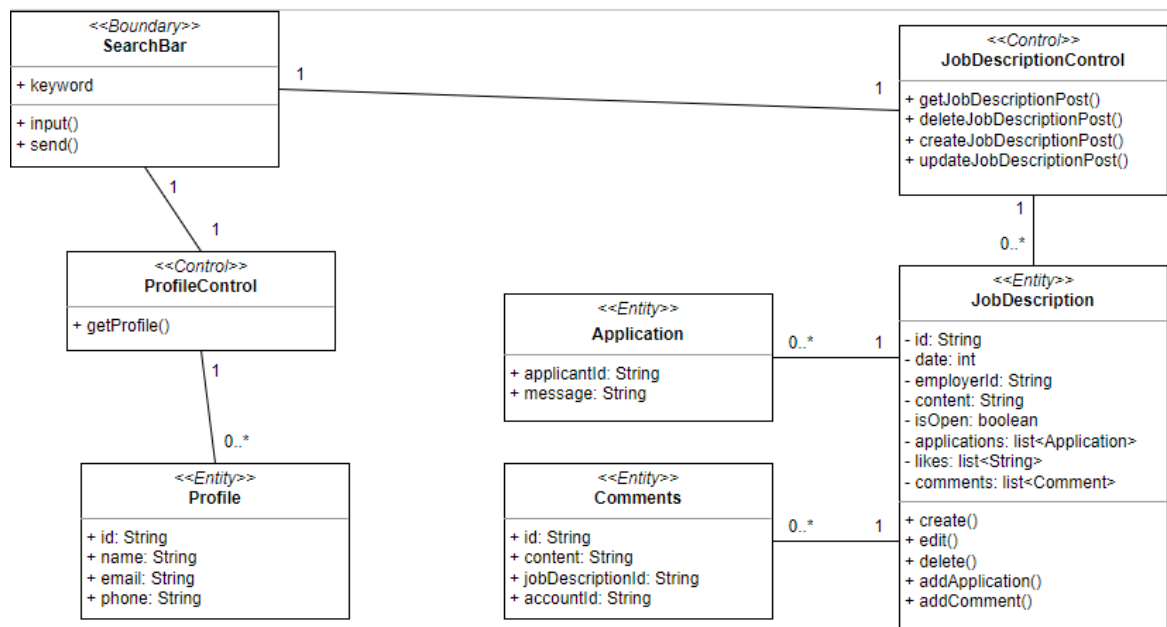 <<Boundary>>
SearchBar
+ keyword
+ input()
+ send()
1
1
<<Control>>
JobDescriptionControl
+ getJobDescriptionPost()
+ deleteJobDescriptionPost()
+ createJobDescriptionPost()
+ updateJobDescriptionPost()
1
1
<<Control>>
ProfileControl
+ getProfile()
1
0..*
<<Entity>>
Profile
+ id: String
+ name: String
+ email: String
+ phone: String
1
0..*
<<Entity>>
Application
+ applicantId: String
+ message: String
0..*
1
<<Entity>>
Comments
+ id: String
+ content: String
+ jobDescriptionId: String
+ accountId: String
0..*
1
<<Entity>>
JobDescription
- id: String
- date: int
- employerId: String
- content: String
- isOpen: boolean
- applications: list<Application>
- likes: list<String>
- comments: list<Comment>
+ create()
+ edit()
+ delete()
+ addApplication()
+ addComment()